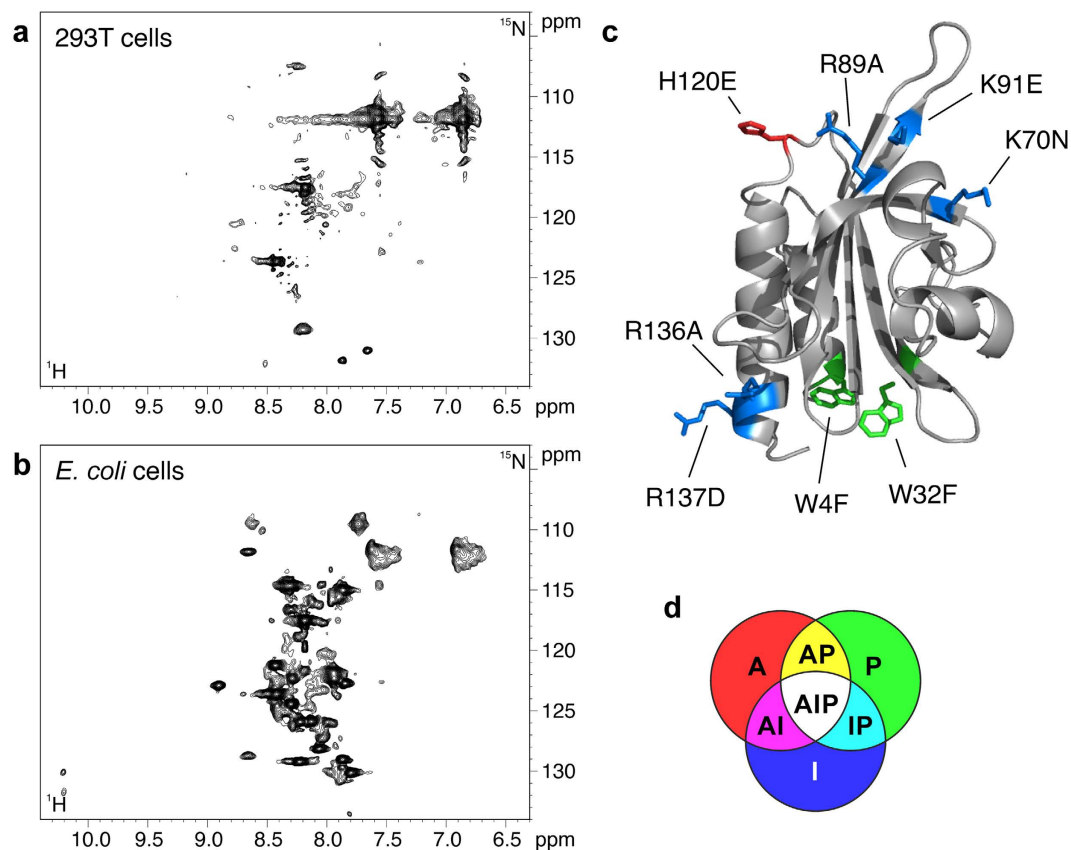 a
293T cells
15N
ppm
110
115
120
125
130
1H
10.0 9.5 9.0 8.5 8.0 7.5 7.0 6.5 ppm
b
E. coli cells
15N
ppm
110
115
120
125
130
1H
10.0 9.5 9.0 8.5 8.0 7.5 7.0 6.5 ppm
c
R89A
H120E
K91E
K70N
R136A
R137D
W4F
W32F
d
A AP P
AIP
AI IP
I